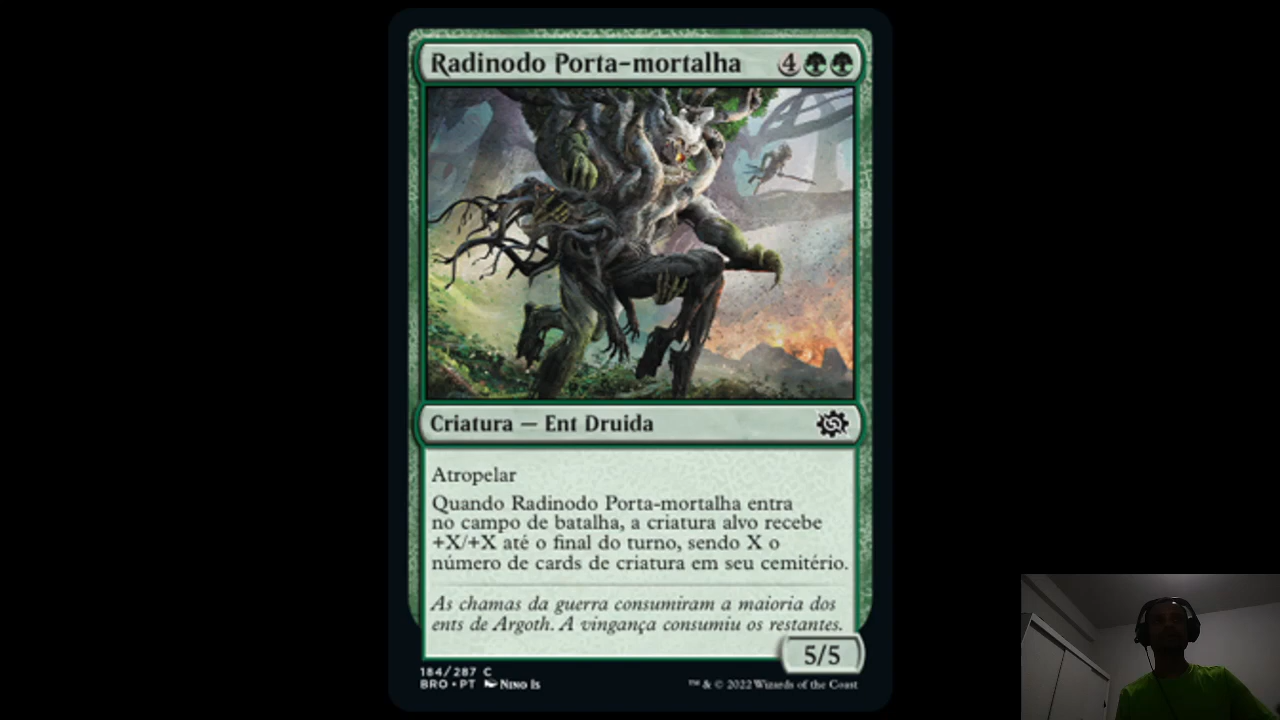 Radinodo Porta-mortalha 4
Criatura — Ent Druida
Atropelar
Quando Radinodo Porta-mortalha entra
no campo de batalha, a criatura alvo recebe
+X/+X até o final do turno, sendo X o
número de cards de criatura em seu cemitério.
As chamas da guerra consumiram a maioria dos
ents de Argoth. A vingança consumiu os restantes.
5/5
184/287 C
BRO • PT Nino Is
™ & © 2022 Wizards of the Coast